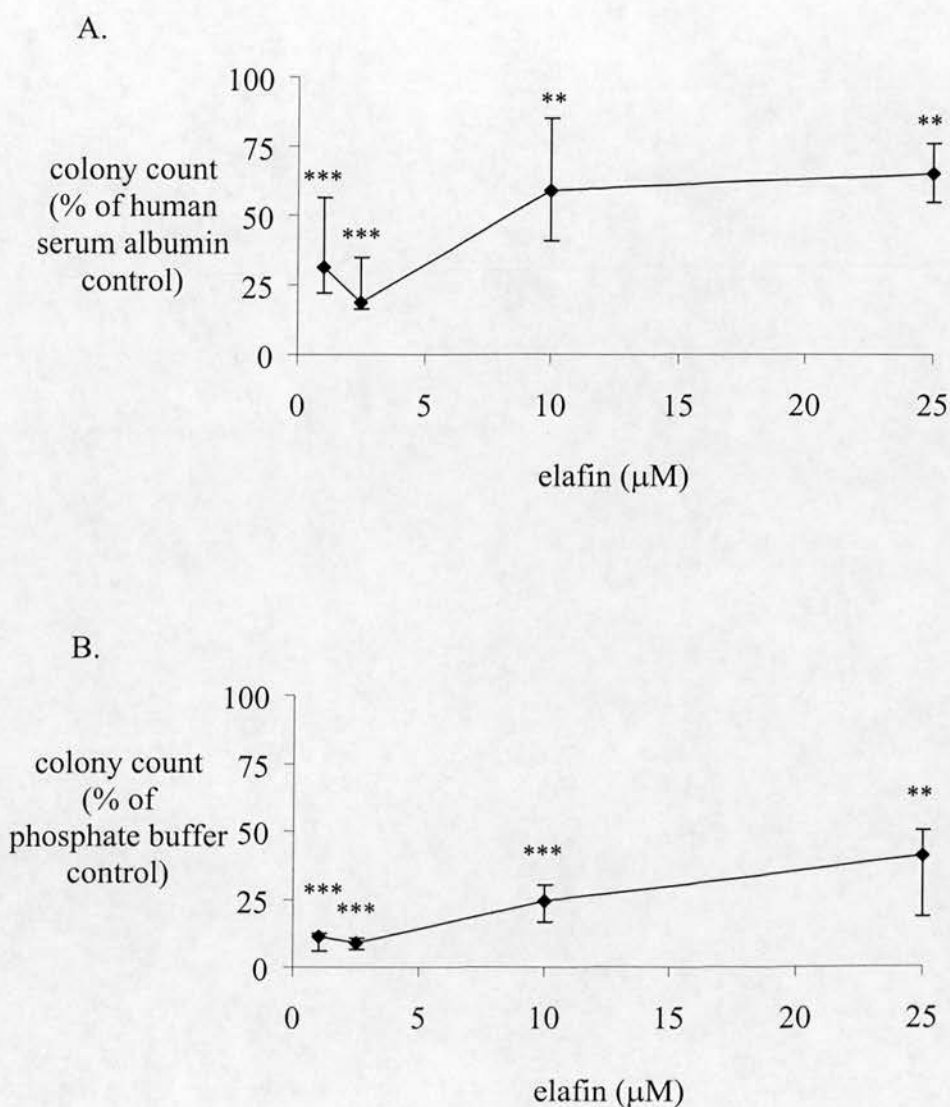 A.
100
75
50
25
0
colony count
(% of human
serum albumin
control)
***
***
**
**
0 5 10 15 20 25
elafin (μM)
B.
100
75
50
25
0
colony count
(% of
phosphate buffer
control)
***
***
***
**
0 5 10 15 20 25
elafin (μM)